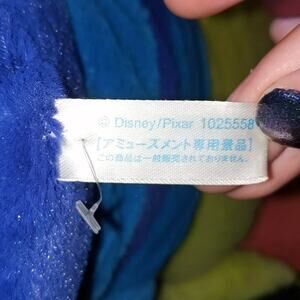 © Disney/Pixar 1025558
[アミューズメント専用景品]
この商品は一般販売されておりません。